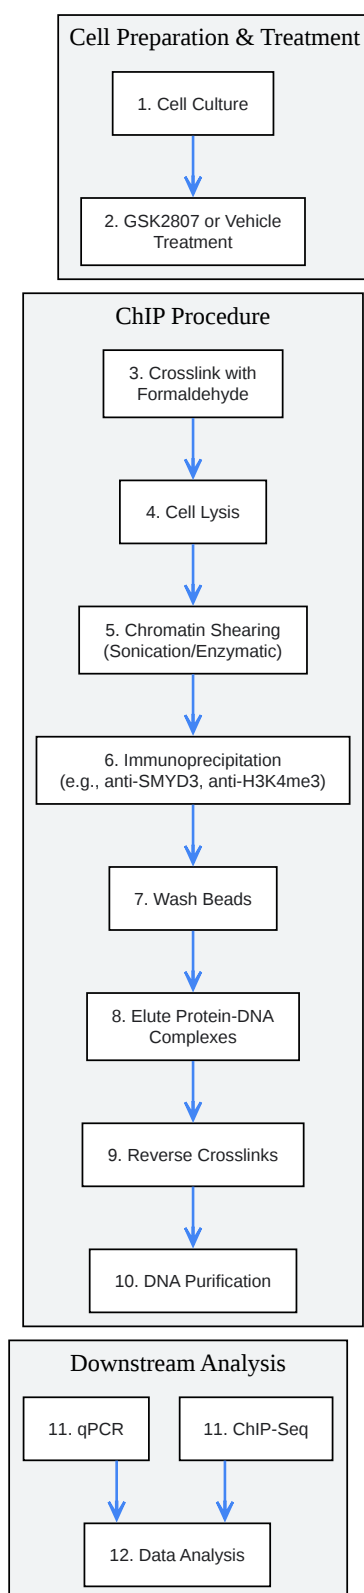 Cell Preparation & Treatment
1. Cell Culture
2. GSK2807 or Vehicle
Treatment
ChIP Procedure
3. Crosslink with
Formaldehyde
4. Cell Lysis
5. Chromatin Shearing
(Sonication/Enzymatic)
6. Immunoprecipitation
(e.g., anti-SMYD3, anti-H3K4me3)
7. Wash Beads
8. Elute Protein-DNA
Complexes
9. Reverse Crosslinks
10. DNA Purification
Downstream Analysis
11. qPCR
11. ChIP-Seq
12. Data Analysis